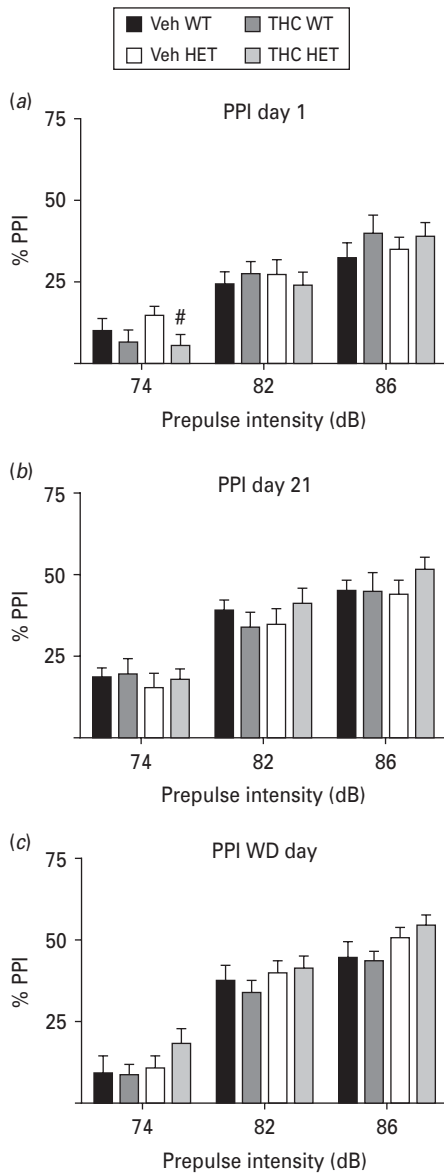 Veh WT THC WT
Veh HET THC HET
(a)
PPI day 1
75
50
25
% PPI
#
74 82 86
Prepulse intensity (dB)
(b)
PPI day 21
75
50
25
% PPI
74 82 86
Prepulse intensity (dB)
(c)
PPI WD day
75
50
25
% PPI
74 82 86
Prepulse intensity (dB)